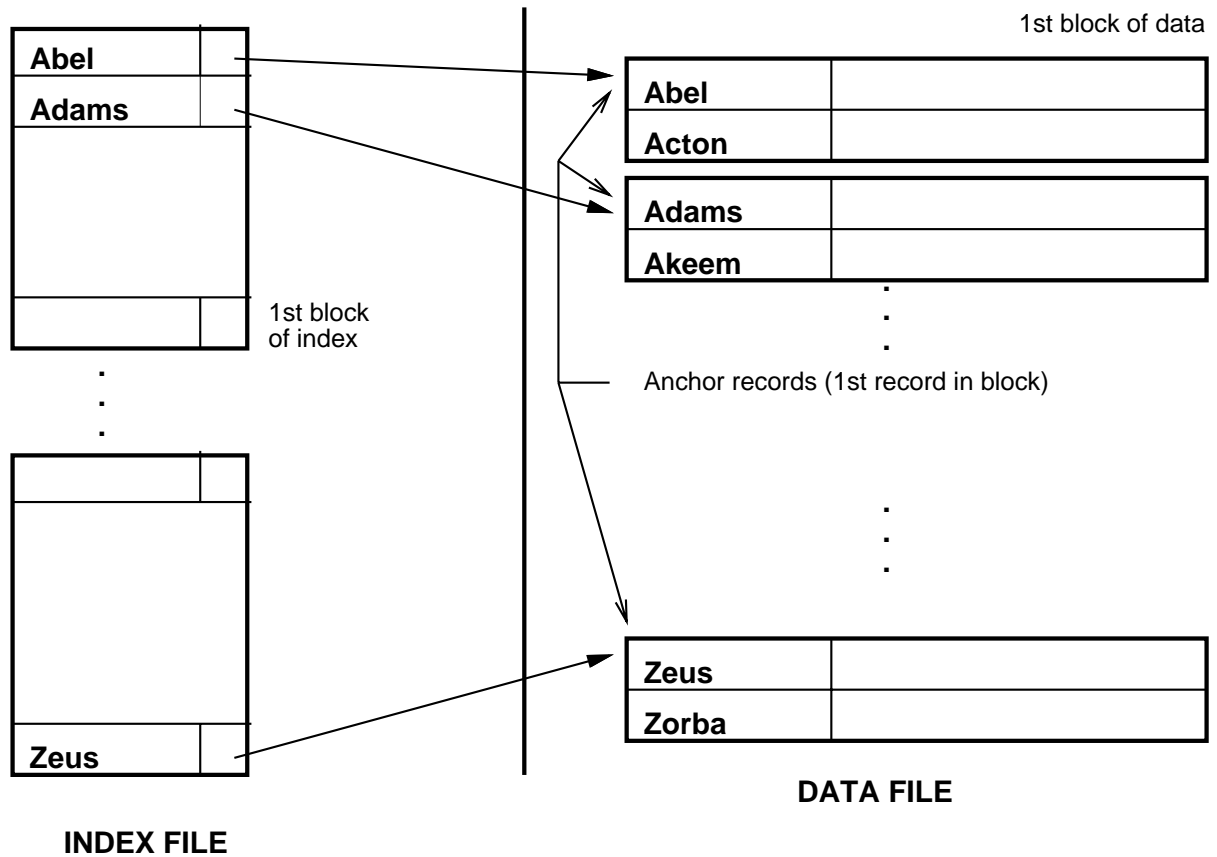 1st block of data
Abel
Adams
Abel
Acton
Adams
Akeem
1st block
of index
Anchor records (1st record in block)
Zeus
Zorba
Zeus
DATA FILE
INDEX FILE